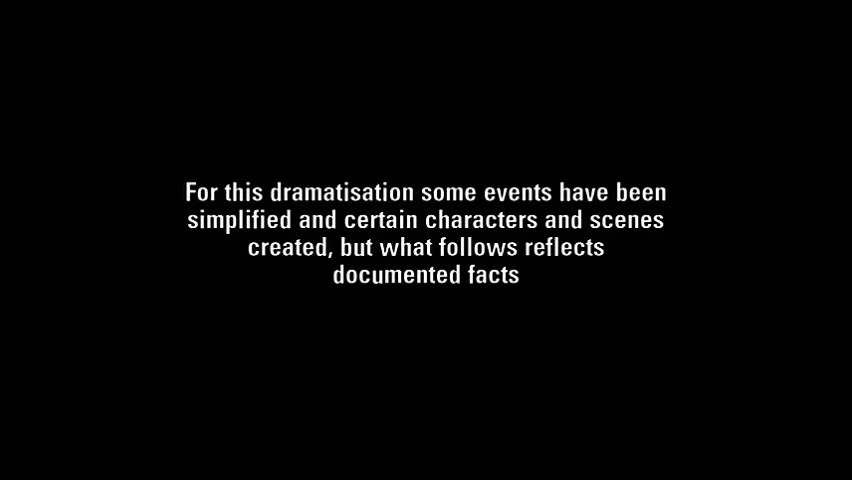 For this dramatisation some events have been
simplified and certain characters and scenes
created, but what follows reflects
documented facts